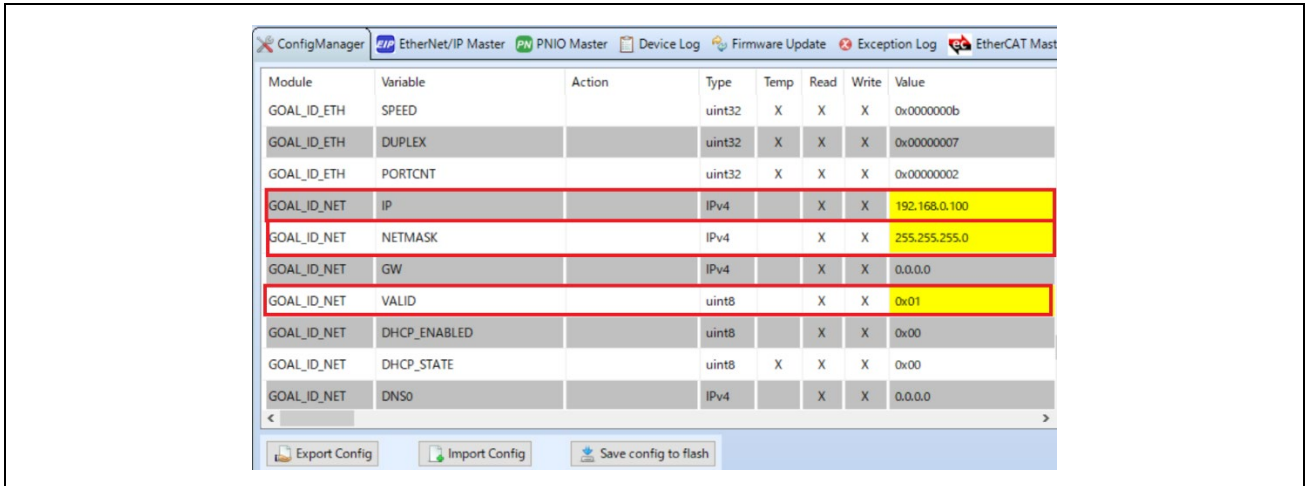 ConfigManager EIP EtherNet/IP Master PN PNIO Master Device Log Firmware Update Exception Log EC EtherCAT Mast
Module Variable Action Type Temp Read Write Value
GOAL_ID_ETH SPEED uint32 X X X 0x0000000b
GOAL_ID_ETH DUPLEX uint32 X X X 0x00000007
GOAL_ID_ETH PORTCNT uint32 X X X 0x00000002
GOAL_ID_NET IP IPv4 X X 192.168.0.100
GOAL_ID_NET NETMASK IPv4 X X 255.255.255.0
GOAL_ID_NET GW IPv4 X X 0.0.0.0
GOAL_ID_NET VALID uint8 X X 0x01
GOAL_ID_NET DHCP_ENABLED uint8 X X 0x00
GOAL_ID_NET DHCP_STATE uint8 X X X 0x00
GOAL_ID_NET DNS0 IPv4 X X 0.0.0.0
Export Config Import Config Save config to flash